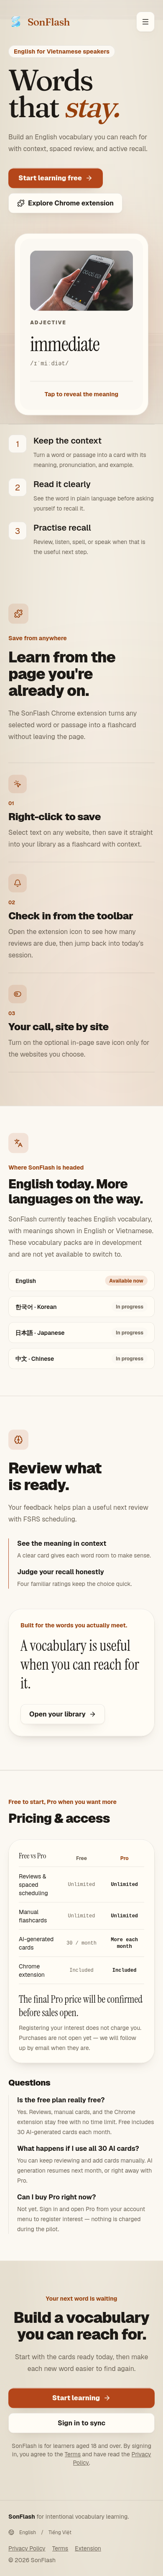 SonFlash
English for Vietnamese speakers
Words
that stay.
Build an English vocabulary you can reach for
with context, spaced review, and active recall.
Start learning free →
Explore Chrome extension
ADJECTIVE
immediate
/ɪˈmiːdiət/
Tap to reveal the meaning
1
Keep the context
Turn a word or passage into a card with its
meaning, pronunciation, and example.
2
Read it clearly
See the word in plain language before asking
yourself to recall it.
3
Practise recall
Review, listen, spell, or speak when that is
the useful next step.
Save from anywhere
Learn from the
page you're
already on.
The SonFlash Chrome extension turns any
selected word or passage into a flashcard
without leaving the page.
01
Right-click to save
Select text on any website, then save it straight
into your library as a flashcard with context.
02
Check in from the toolbar
Open the extension icon to see how many
reviews are due, then jump back into today's
session.
03
Your call, site by site
Turn on the optional in-page save icon only for
the websites you choose.
Where SonFlash is headed
English today. More
languages on the way.
SonFlash currently teaches English vocabulary,
with meanings shown in English or Vietnamese.
These vocabulary packs are in development
and are not yet available to switch to.
English Available now
한국어 · Korean In progress
日本語 · Japanese In progress
中文 · Chinese In progress
Review what
is ready.
Your feedback helps plan a useful next review
with FSRS scheduling.
See the meaning in context
A clear card gives each word room to make sense.
Judge your recall honestly
Your familiar ratings keep the choice quick.
Built for the words you actually meet.
A vocabulary is useful
when you can reach for
it.
Open your library →
Free to start, Pro when you want more
Pricing & access
Free vs Pro Free Pro
Reviews &
spaced
scheduling
Unlimited Unlimited
Manual
flashcards
Unlimited Unlimited
AI-generated
cards
30 / month More each
month
Chrome
extension
Included Included
The final Pro price will be confirmed
before sales open.
Registering your interest does not charge you.
Purchases are not open yet — we will follow
up by email when they are.
Questions
Is the free plan really free?
Yes. Reviews, manual cards, and the Chrome
extension stay free with no time limit. Free includes
30 AI-generated cards each month.
What happens if I use all 30 AI cards?
You can keep reviewing and add cards manually. AI
generation resumes next month, or right away with
Pro.
Can I buy Pro right now?
Not yet. Sign in and open Pro from your account
menu to register interest — nothing is charged
during the pilot.
Your next word is waiting
Build a vocabulary
you can reach for.
Start with the cards ready today, then make
each new word easier to find again.
Start learning →
Sign in to sync
SonFlash is for learners aged 18 and over. By signing
in, you agree to the Terms and have read the Privacy
Policy.
SonFlash for intentional vocabulary learning.
English / Tiếng Việt
Privacy Policy Terms Extension
© 2026 SonFlash